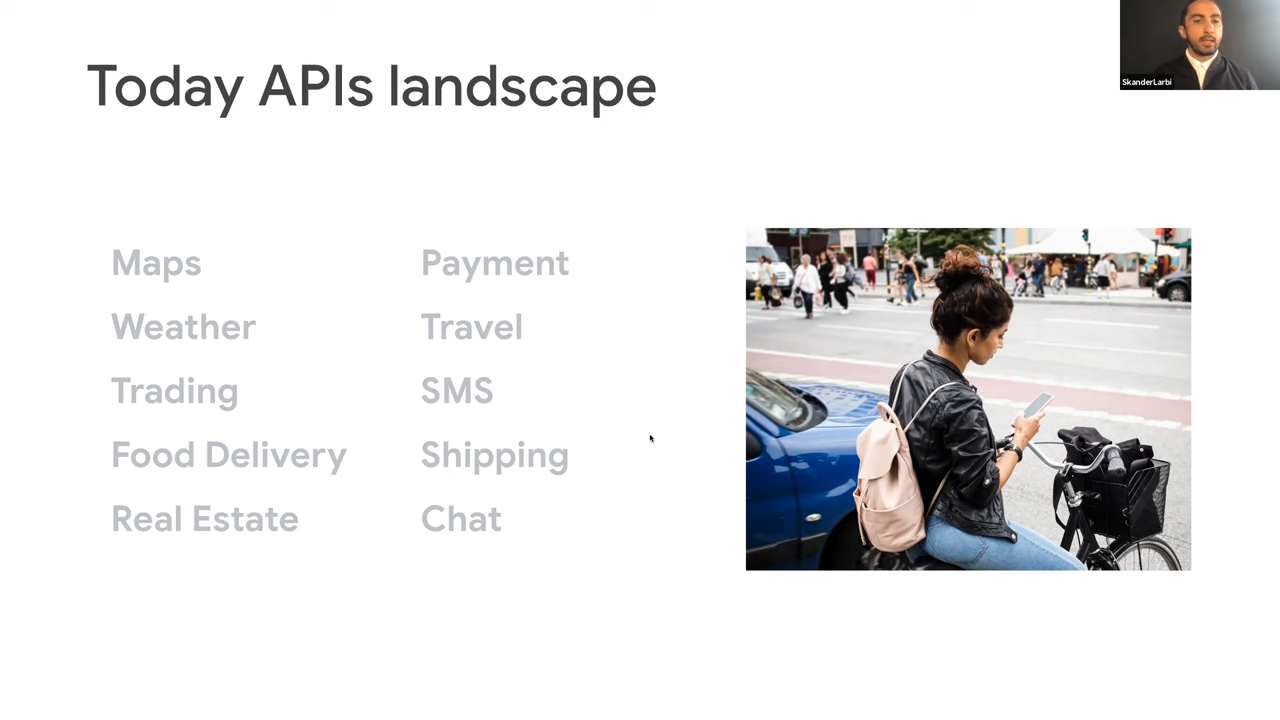 Today APIs landscape
SkanderLarbi
Maps
Weather
Trading
Food Delivery
Real Estate
Payment
Travel
SMS
Shipping
Chat